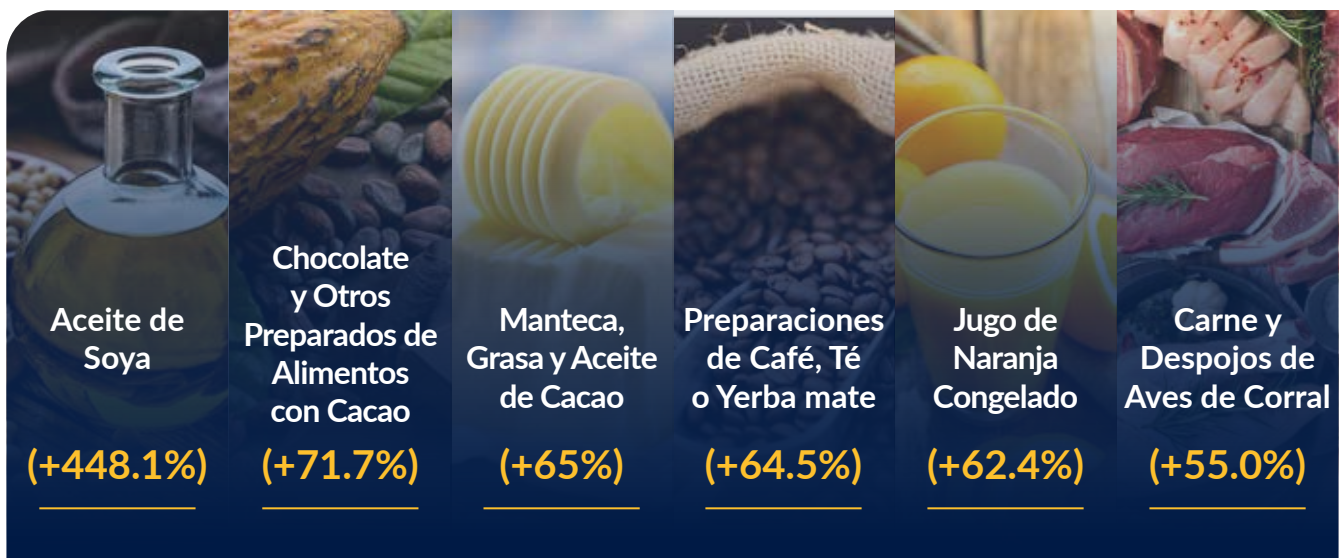 Aceite de
Soya
(+448.1%)
Chocolate
y Otros
Preparados de
Alimentos
con Cacao
(+71.7%)
Manteca,
Grasa y Aceite
de Cacao
(+65%)
Preparaciones
de Café, Té
o Yerba mate
(+64.5%)
Jugo de
Naranja
Congelado
(+62.4%)
Carne y
Despojos de
Aves de Corral
(+55.0%)